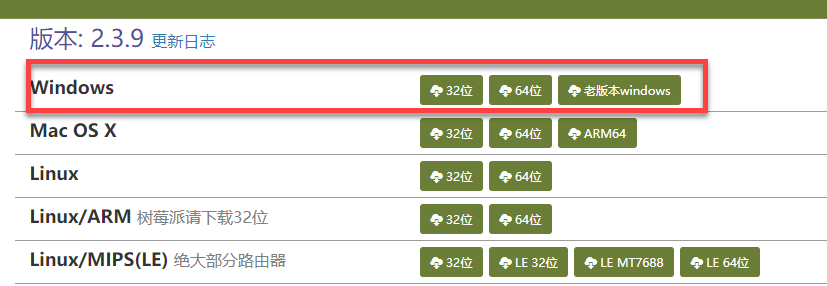 版本: 2.3.9 更新日志
Windows 32位 64位 老版本windows
Mac OS X 32位 64位 ARM64
Linux 32位 64位
Linux/ARM 树莓派请下载32位 32位 64位
Linux/MIPS(LE) 绝大部分路由器 32位 LE 32位 LE MT7688 LE 64位